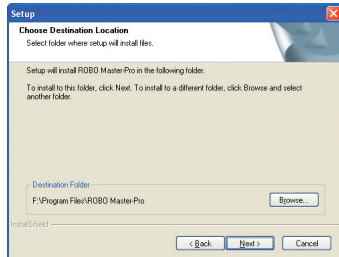 Setup
Choose Destination Location
Select folder where setup will install files.
Setup will install ROBO Master-Pro in the following folder.
To install to this folder, click Next. To install to a different folder, click Browse and select
another folder.
Destination Folder
F:\Program Files\ROBO Master-Pro
Browse...
InstallShield
< Back
Next >
Cancel